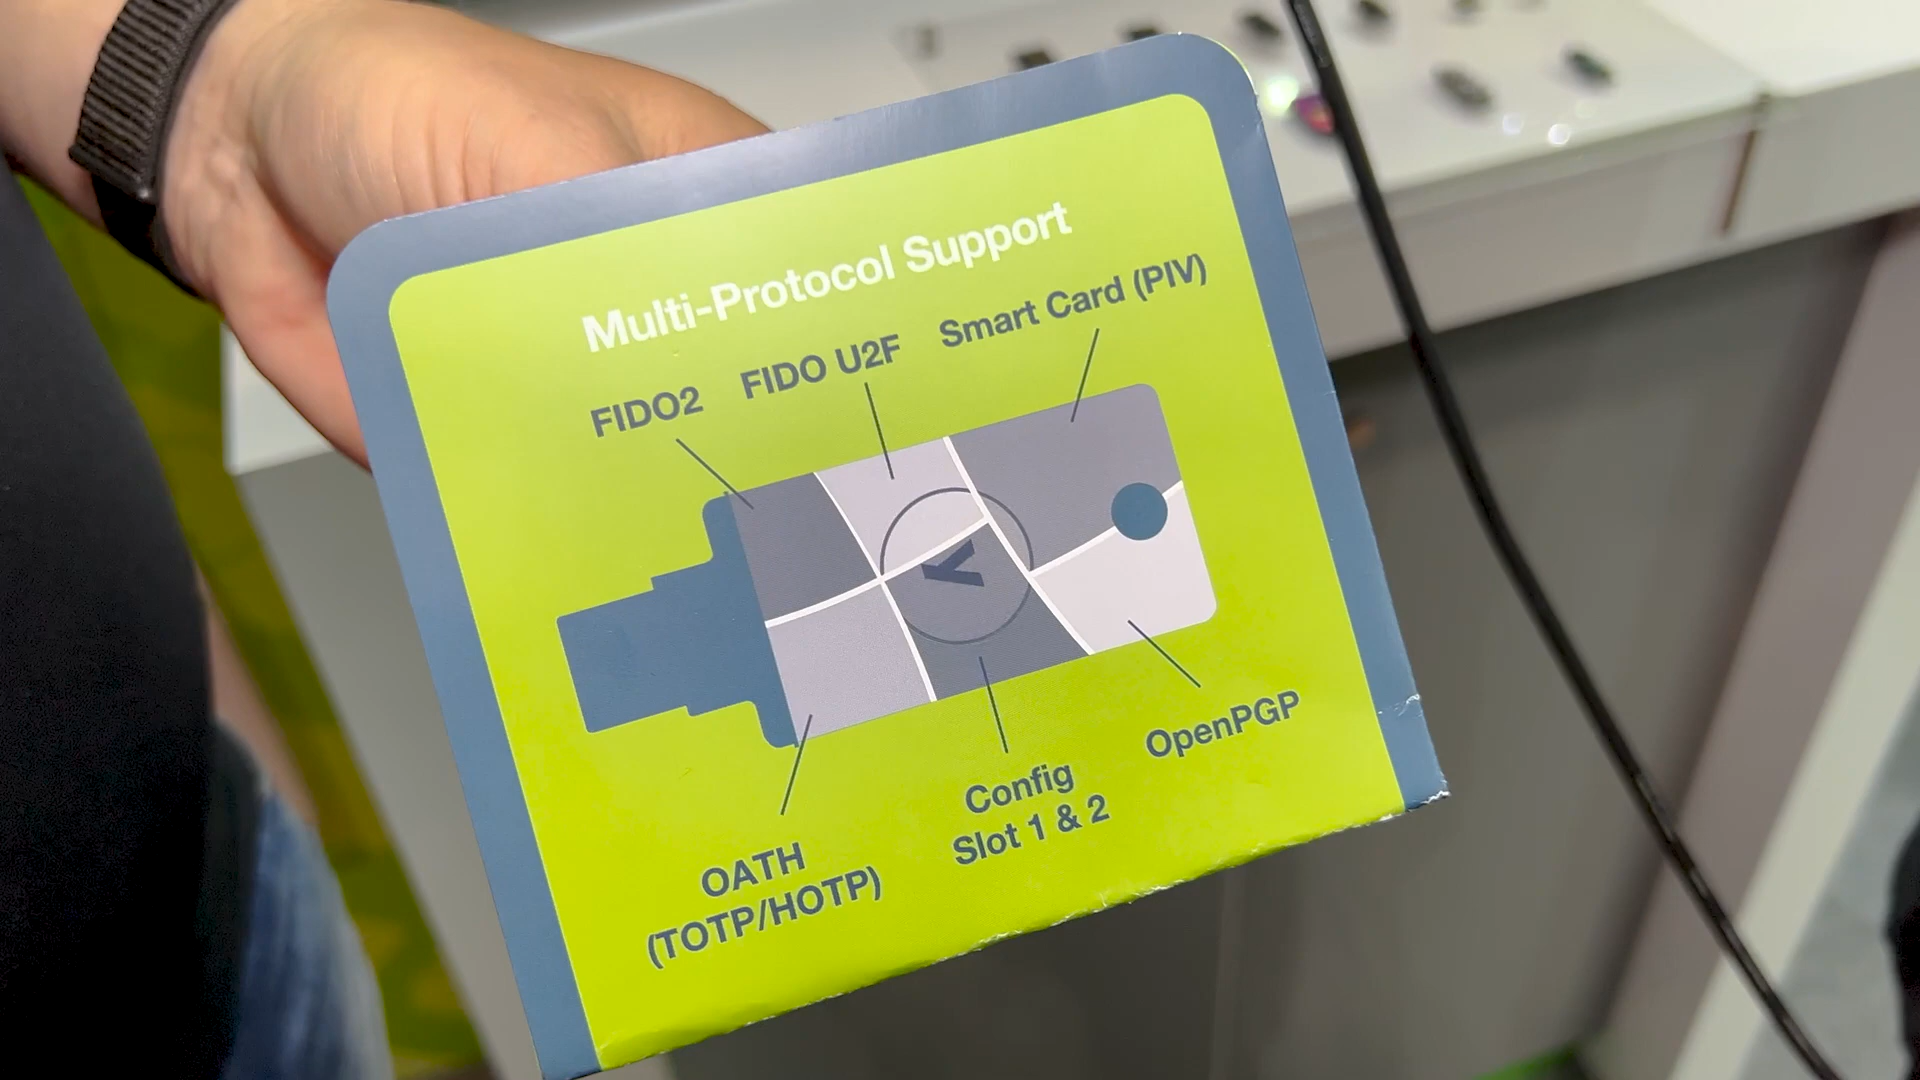 Multi-Protocol Support
FIDO2
FIDO U2F
Smart Card (PIV)
Y
OATH
(TOTP/HOTP)
Config
Slot 1 & 2
OpenPGP